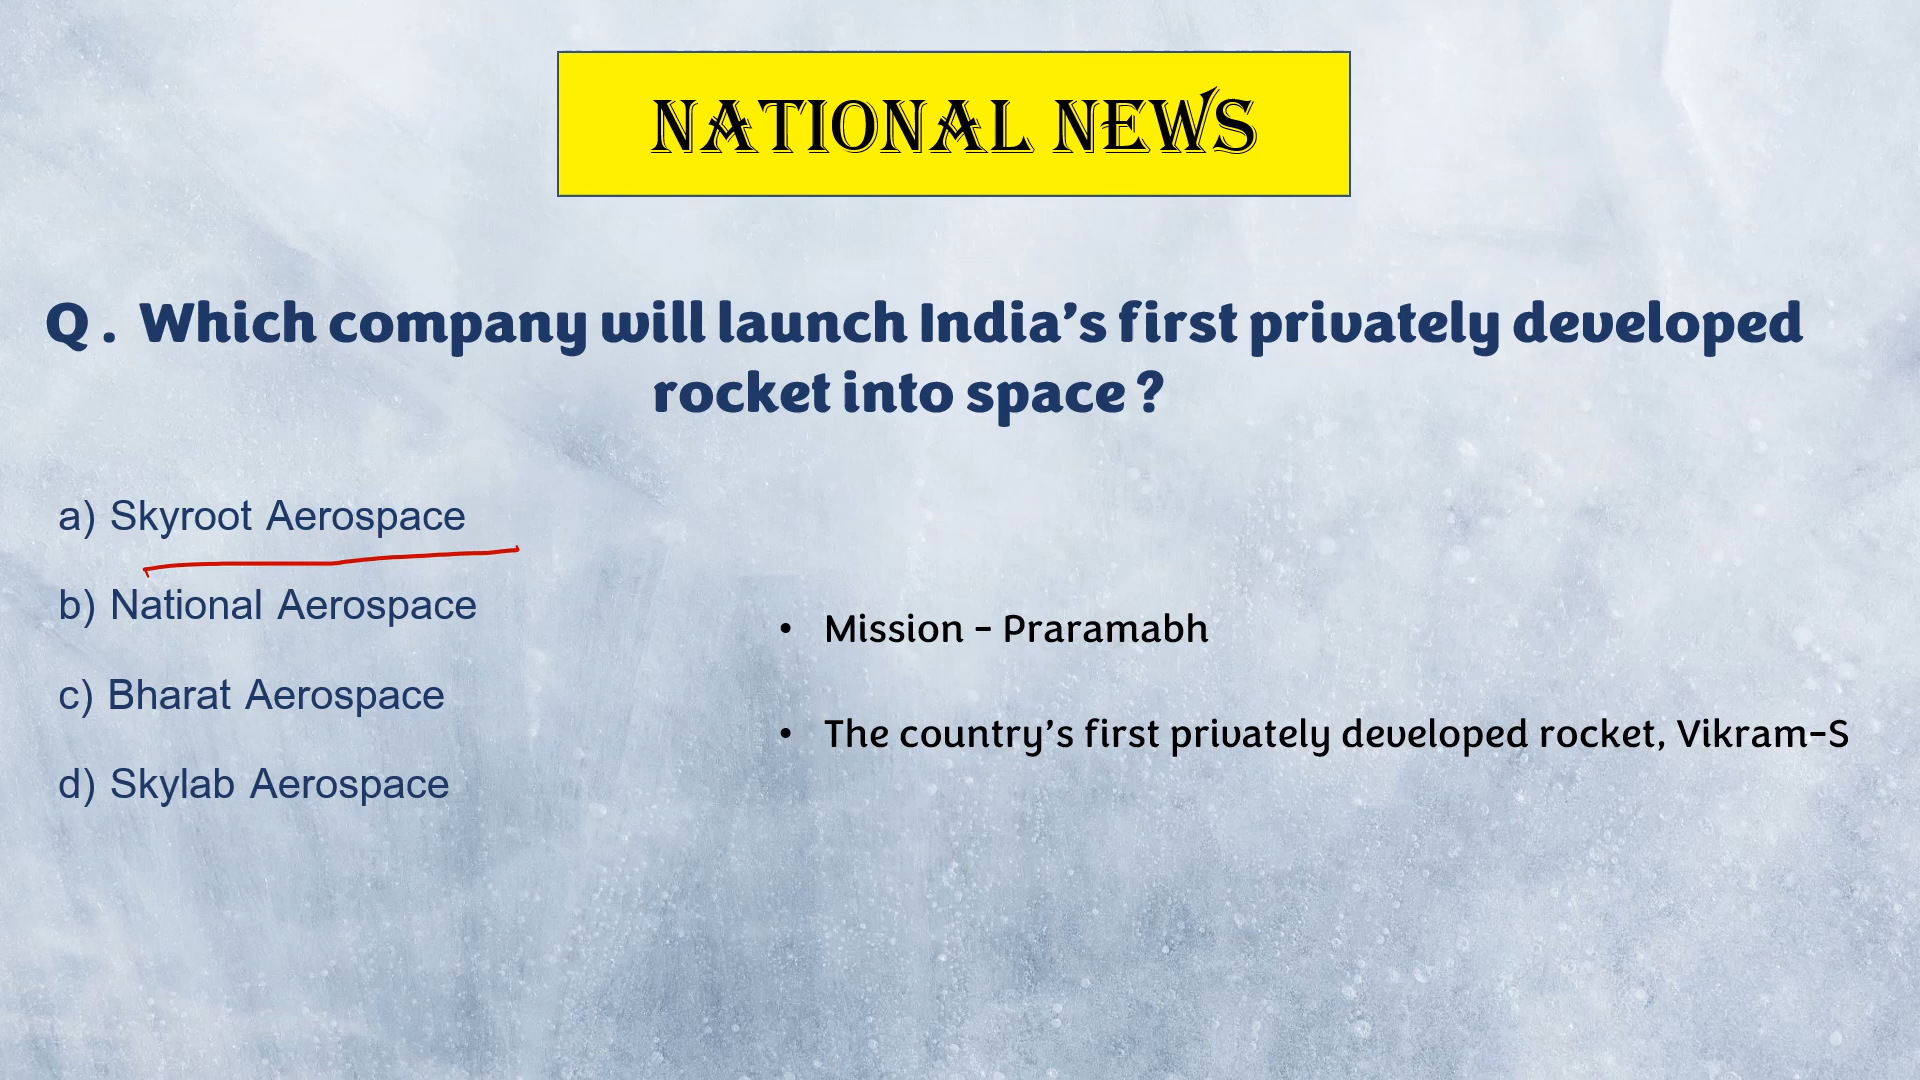 NATIONAL NEWS
Q . Which company will launch India’s first privately developed
rocket into space ?
a) Skyroot Aerospace
b) National Aerospace
c) Bharat Aerospace
d) Skylab Aerospace
• Mission - Praramabh
• The country’s first privately developed rocket, Vikram-S